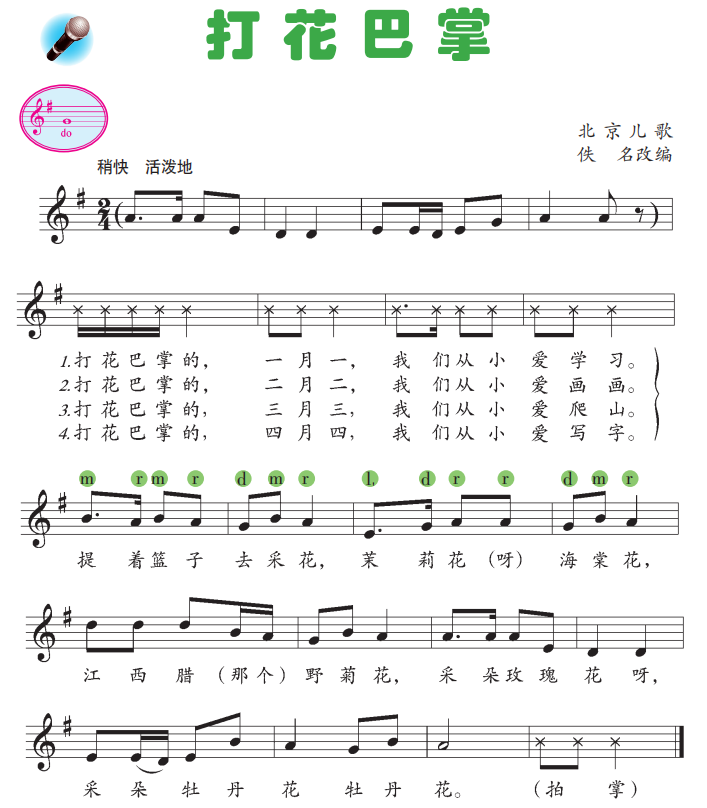 打花巴掌
do
北京儿歌
佚 名改编
稍快 活泼地
2
4
1.打花巴掌的，一月一，我们从小爱学习。
2.打花巴掌的，二月二，我们从小爱画画。
3.打花巴掌的，三月三，我们从小爱爬山。
4.打花巴掌的，四月四，我们从小爱写字。
m r m r d m r l, d r r d m r
提着篮子去采花，茉莉花（呀）海棠花，
江西腊（那个）野菊花，采朵玫瑰花呀，
采朵牡丹花牡丹花。（拍掌）